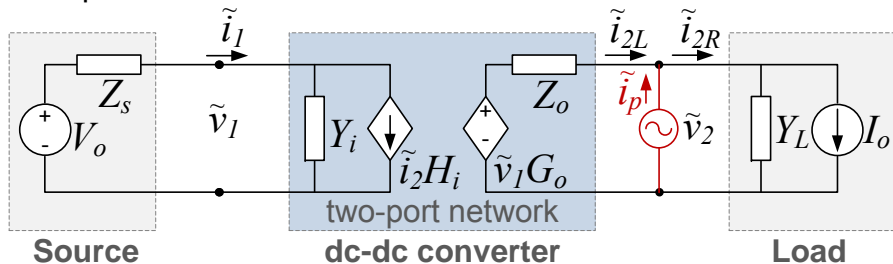 ĩ₁
ĩ₂L ĩ₂R
+
-
Vₒ
Zₛ
ṽ₁
Yᵢ
ĩ₂Hᵢ
+
-
ṽ₁Gₒ
Zₒ
ĩₚ
ṽ₂
Y_L
Iₒ
two-port network
Source
dc-dc converter
Load